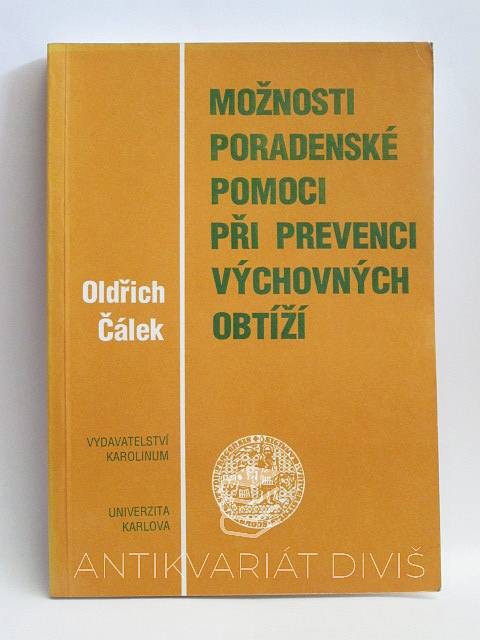 MOŽNOSTI
PORADENSKÉ
POMOCI
PŘI PREVENCI
VÝCHOVNÝCH
OBTÍŽÍ
Oldřich
Čálek
VYDAVATELSTVÍ
KAROLINUM
UNIVERZITA
KARLOVA
ANTIKVARIÁT DIVIŠ